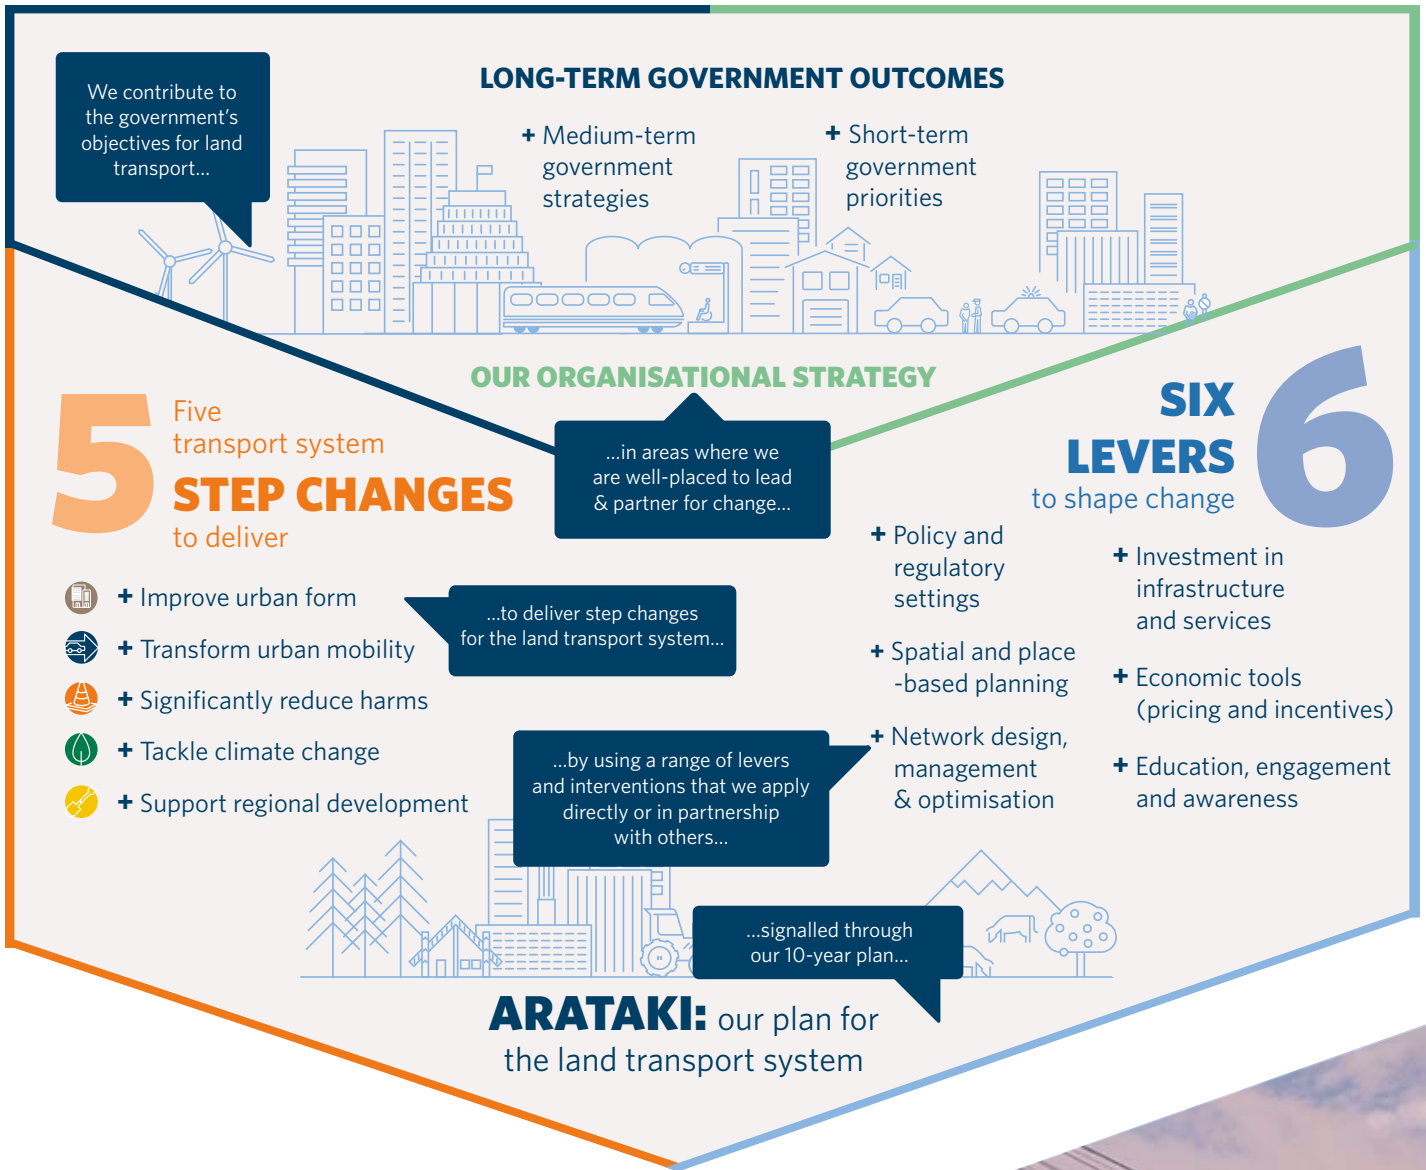 We contribute to
the government's
objectives for land
transport...
LONG-TERM GOVERNMENT OUTCOMES
+ Medium-term
government
strategies
+ Short-term
government
priorities
OUR ORGANISATIONAL STRATEGY
...in areas where we
are well-placed to lead
& partner for change...
5
Five
transport system
STEP CHANGES
to deliver
+ Improve urban form
+ Transform urban mobility
+ Significantly reduce harms
+ Tackle climate change
+ Support regional development
...to deliver step changes
for the land transport system...
SIX
LEVERS
to shape change
6
+ Policy and
regulatory
settings
+ Spatial and place
-based planning
+ Network design,
management
& optimisation
+ Investment in
infrastructure
and services
+ Economic tools
(pricing and incentives)
+ Education, engagement
and awareness
...by using a range of levers
and interventions that we apply
directly or in partnership
with others...
...signalled through
our 10-year plan...
ARATAKI: our plan for
the land transport system